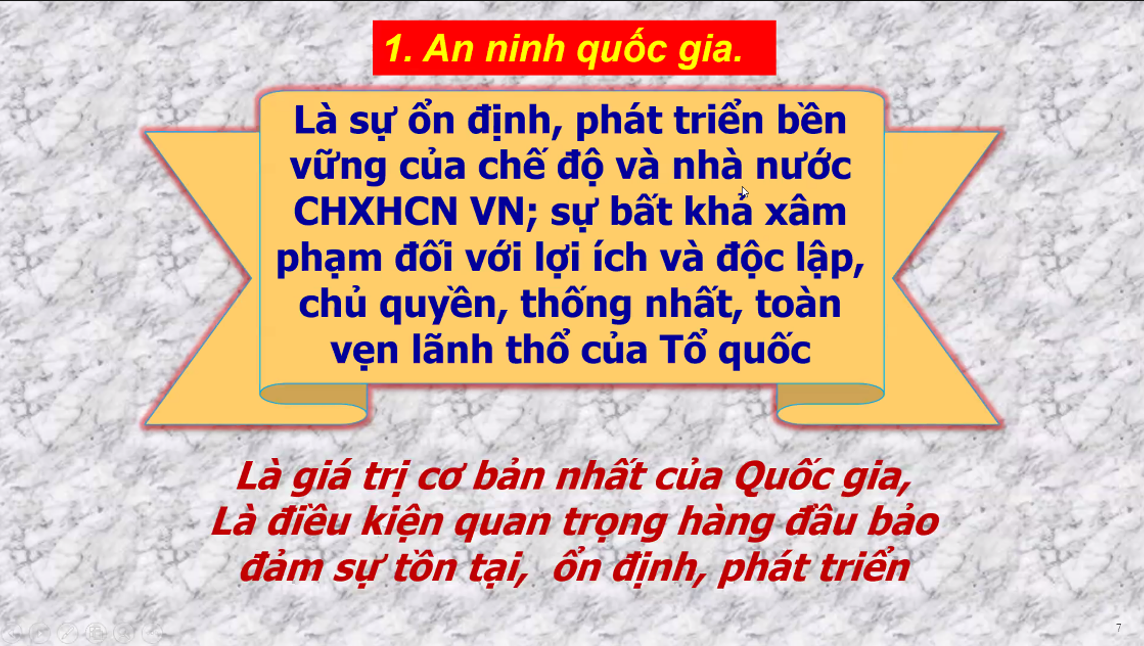 1. An ninh quốc gia.
Là sự ổn định, phát triển bền
vững của chế độ và nhà nước
CHXHCN VN; sự bất khả xâm
phạm đối với lợi ích và độc lập,
chủ quyền, thống nhất, toàn
vẹn lãnh thổ của Tổ quốc
Là giá trị cơ bản nhất của Quốc gia,
Là điều kiện quan trọng hàng đầu bảo
đảm sự tồn tại,  ổn định, phát triển
7